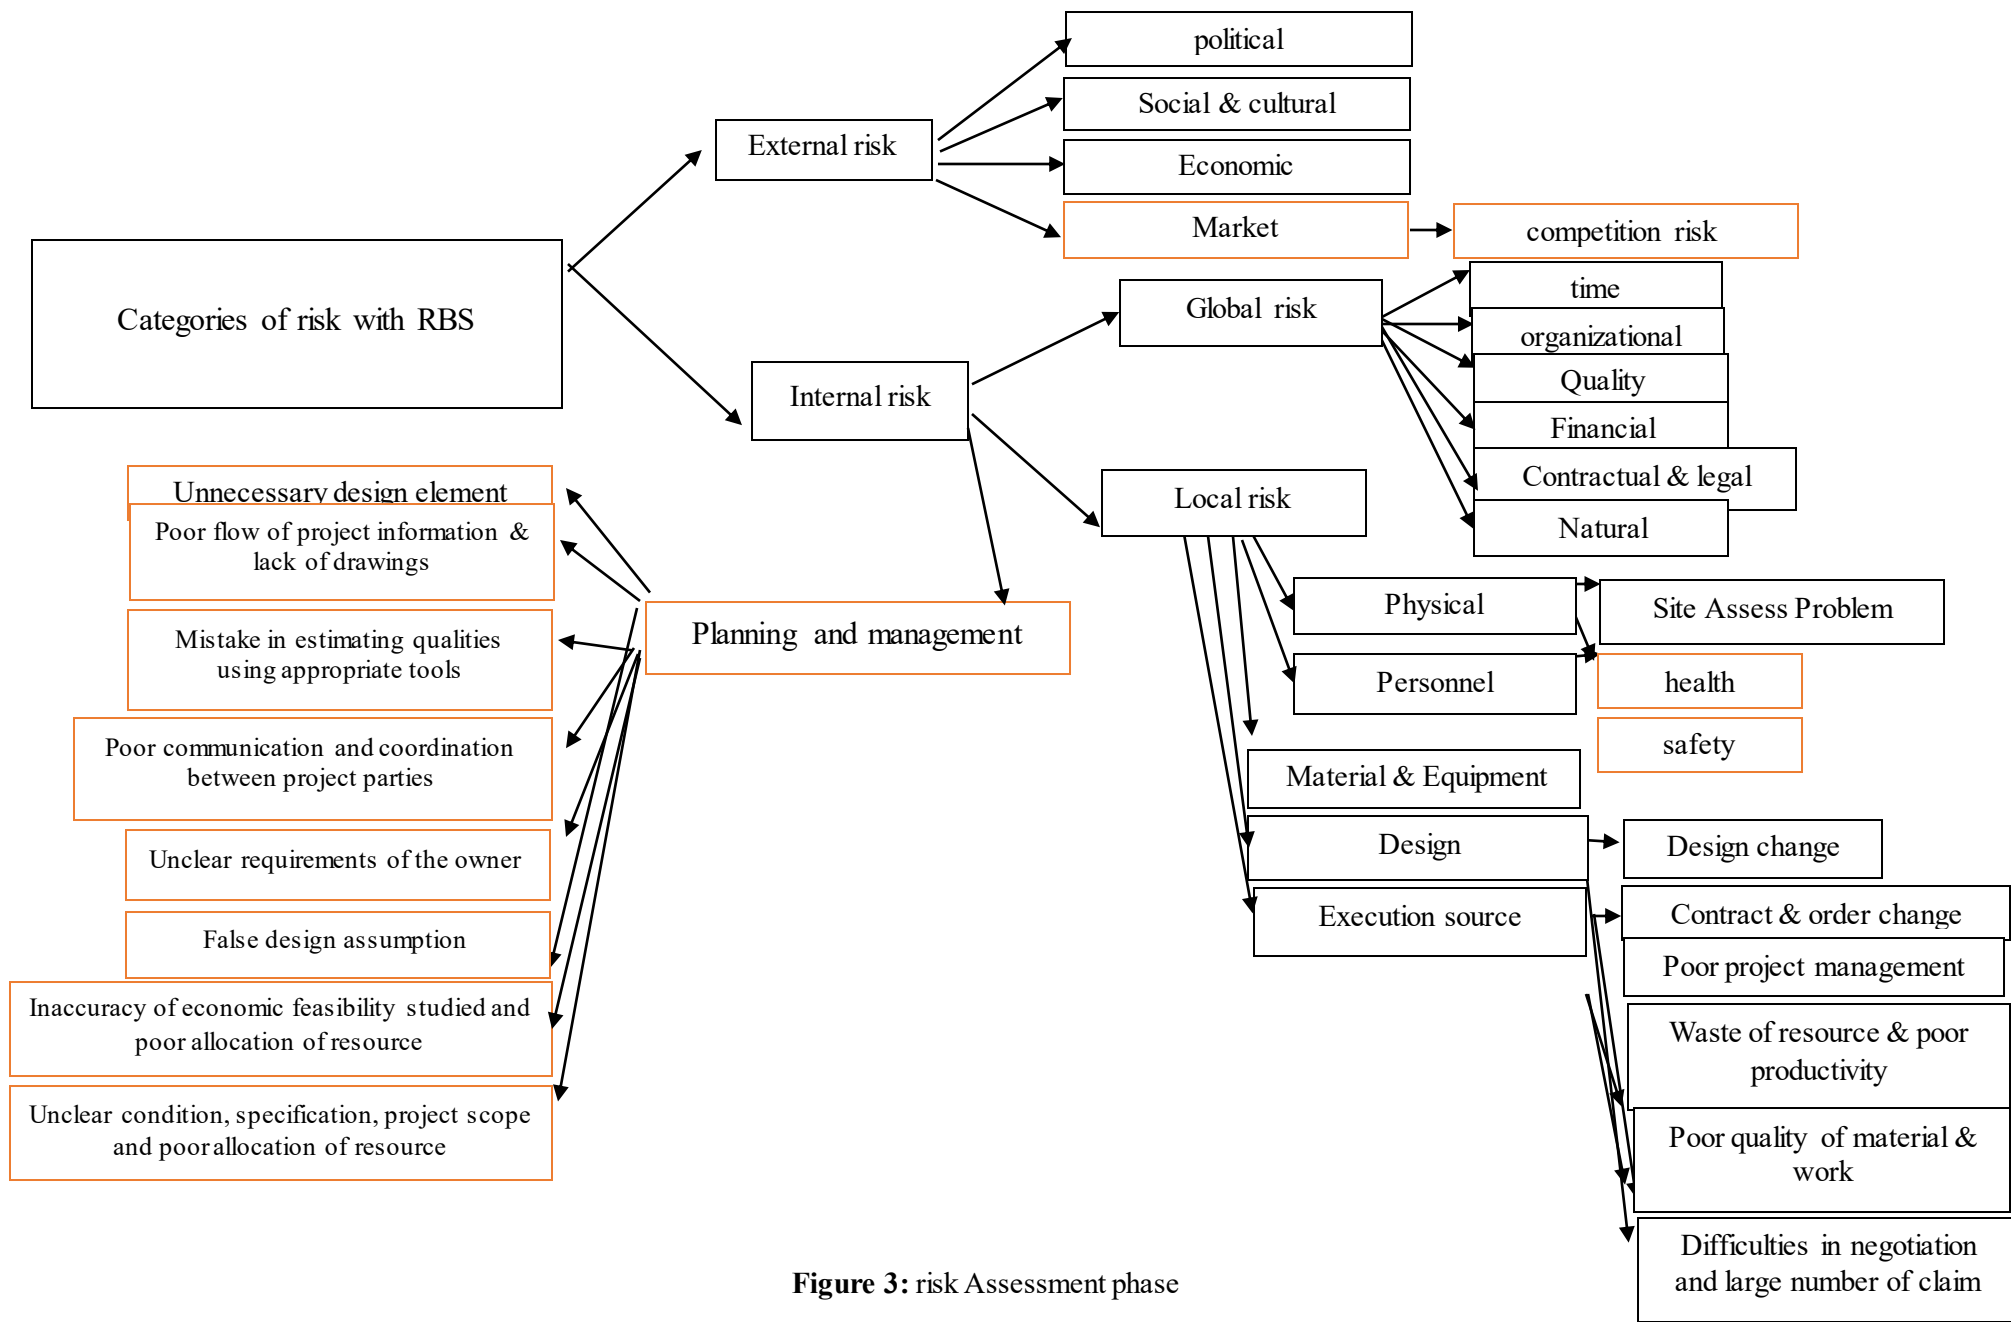 political
Social & cultural
External risk
Economic
Market
competition risk
Categories of risk with RBS
Global risk
time
organizational
Quality
Financial
Contractual & legal
Natural
Internal risk
Local risk
Physical
Site Assess Problem
Personnel
health
safety
Material & Equipment
Design
Design change
Execution source
Contract & order change
Poor project management
Waste of resource & poor
productivity
Poor quality of material &
work
Difficulties in negotiation
and large number of claim
Planning and management
Unnecessary design element
Poor flow of project information &
lack of drawings
Mistake in estimating qualities
using appropriate tools
Poor communication and coordination
between project parties
Unclear requirements of the owner
False design assumption
Inaccuracy of economic feasibility studied and
poor allocation of resource
Unclear condition, specification, project scope
and poor allocation of resource
Figure 3: risk Assessment phase